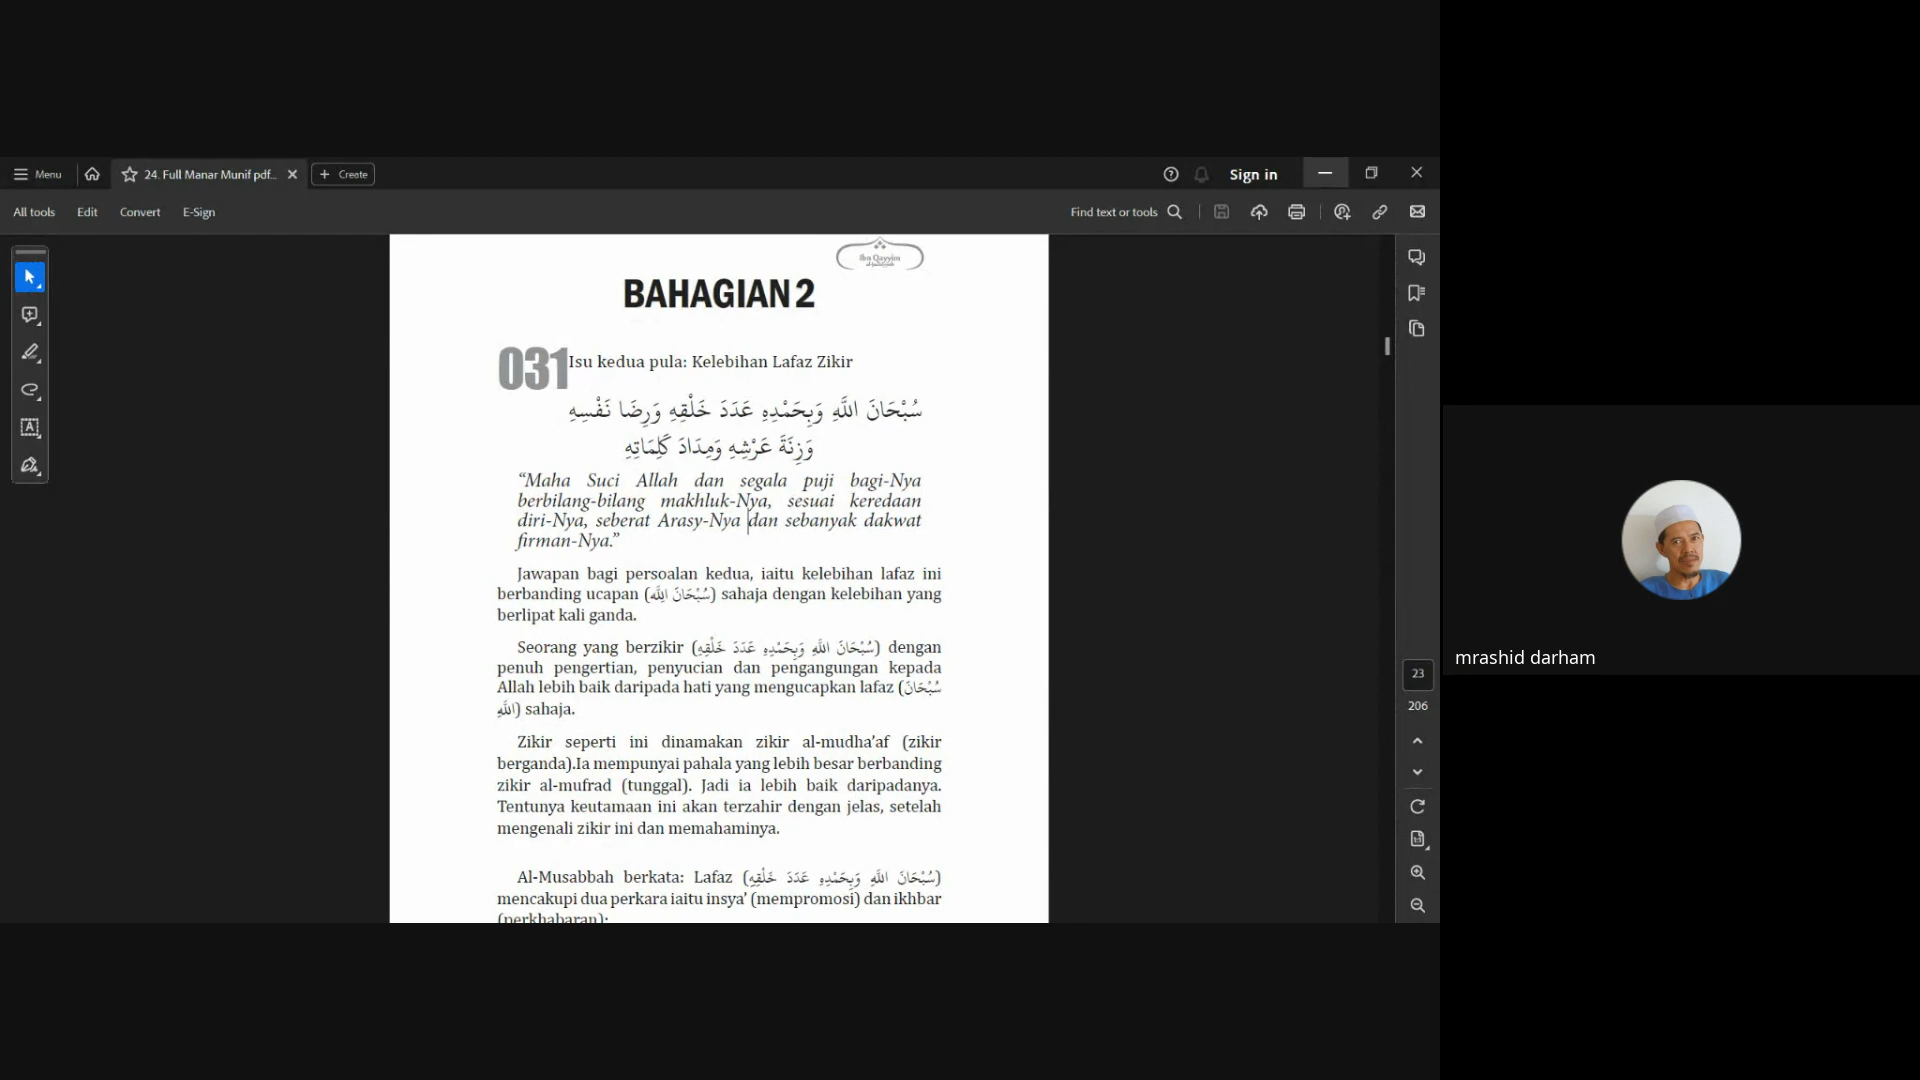 Menu
24. Full Manar Munif pdf...
Create
Sign in
All tools
Edit
Convert
E-Sign
Find text or tools
Ibn Qayyim
BAHAGIAN 2
031
Isu kedua pula: Kelebihan Lafaz Zikir
سُبْحَانَ اللَّهِ وَبِحَمْدِهِ عَدَدَ خَلْقِهِ وَرِضَا نَفْسِهِ
وَزِنَةَ عَرْشِهِ وَمِدَادَ كَلِمَاتِهِ
“Maha Suci Allah dan segala puji bagi-Nya
berbilang-bilang makhluk-Nya, sesuai keredaan
diri-Nya, seberat Arasy-Nya dan sebanyak dakwat
firman-Nya.”
Jawapan bagi persoalan kedua, iaitu kelebihan lafaz ini
berbanding ucapan (سُبْحَانَ اللَّه) sahaja dengan kelebihan yang
berlipat kali ganda.
Seorang yang berzikir (سُبْحَانَ اللَّهِ وَبِحَمْدِهِ عَدَدَ خَلْقِهِ) dengan
penuh pengertian, penyucian dan pengangungan kepada
Allah lebih baik daripada hati yang mengucapkan lafaz (سُبْحَانَ
اللَّهِ) sahaja.
Zikir seperti ini dinamakan zikir al-mudha’af (zikir
berganda).Ia mempunyai pahala yang lebih besar berbanding
zikir al-mufrad (tunggal). Jadi ia lebih baik daripadanya.
Tentunya keutamaan ini akan terzahir dengan jelas, setelah
mengenali zikir ini dan memahaminya.
Al-Musabbah berkata: Lafaz (سُبْحَانَ اللَّهِ وَبِحَمْدِهِ عَدَدَ خَلْقِهِ)
mencakupi dua perkara iaitu insya’ (mempromosi) dan ikhbar
(perkhabaran):
23
206
mrashid darham